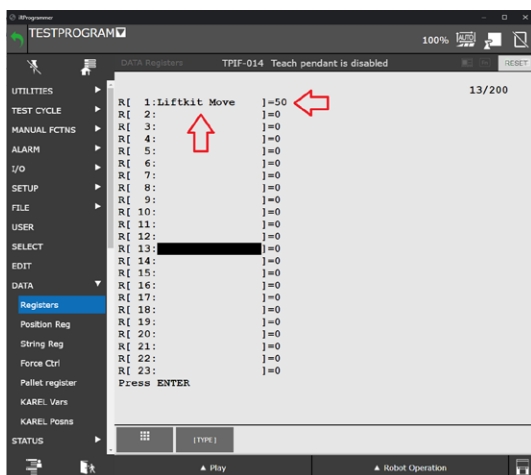 iRProgrammer
TESTPROGRAM
100%
AUTO
DATA Registers
TPIF-014 Teach pendant is disabled
RESET
UTILITIES
TEST CYCLE
MANUAL FCTNS
ALARM
I/O
SETUP
FILE
USER
SELECT
EDIT
DATA
Registers
Position Reg
String Reg
Force Ctrl
Pallet register
KAREL Vars
KAREL Posns
STATUS
13/200
R[ 1:Liftkit Move ]=50
R[ 2: ]=0
R[ 3: ]=0
R[ 4: ]=0
R[ 5: ]=0
R[ 6: ]=0
R[ 7: ]=0
R[ 8: ]=0
R[ 9: ]=0
R[ 10: ]=0
R[ 11: ]=0
R[ 12: ]=0
R[ 13: ]=0
R[ 14: ]=0
R[ 15: ]=0
R[ 16: ]=0
R[ 17: ]=0
R[ 18: ]=0
R[ 19: ]=0
R[ 20: ]=0
R[ 21: ]=0
R[ 22: ]=0
R[ 23: ]=0
Press ENTER
[TYPE]
Play
Robot Operation